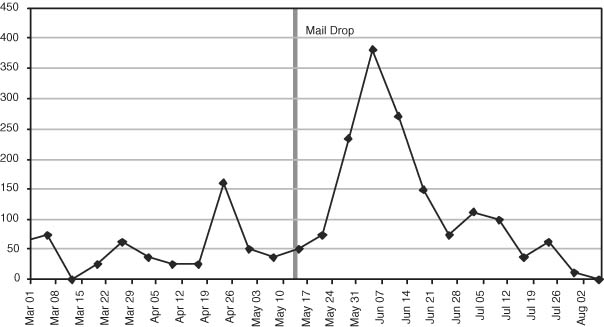 450
400
350
300
250
200
150
100
50
0
Mail Drop
Mar 01
Mar 08
Mar 15
Mar 22
Mar 29
Apr 05
Apr 12
Apr 19
Apr 26
May 03
May 10
May 17
May 24
May 31
Jun 07
Jun 14
Jun 21
Jun 28
Jul 05
Jul 12
Jul 19
Jul 26
Aug 02